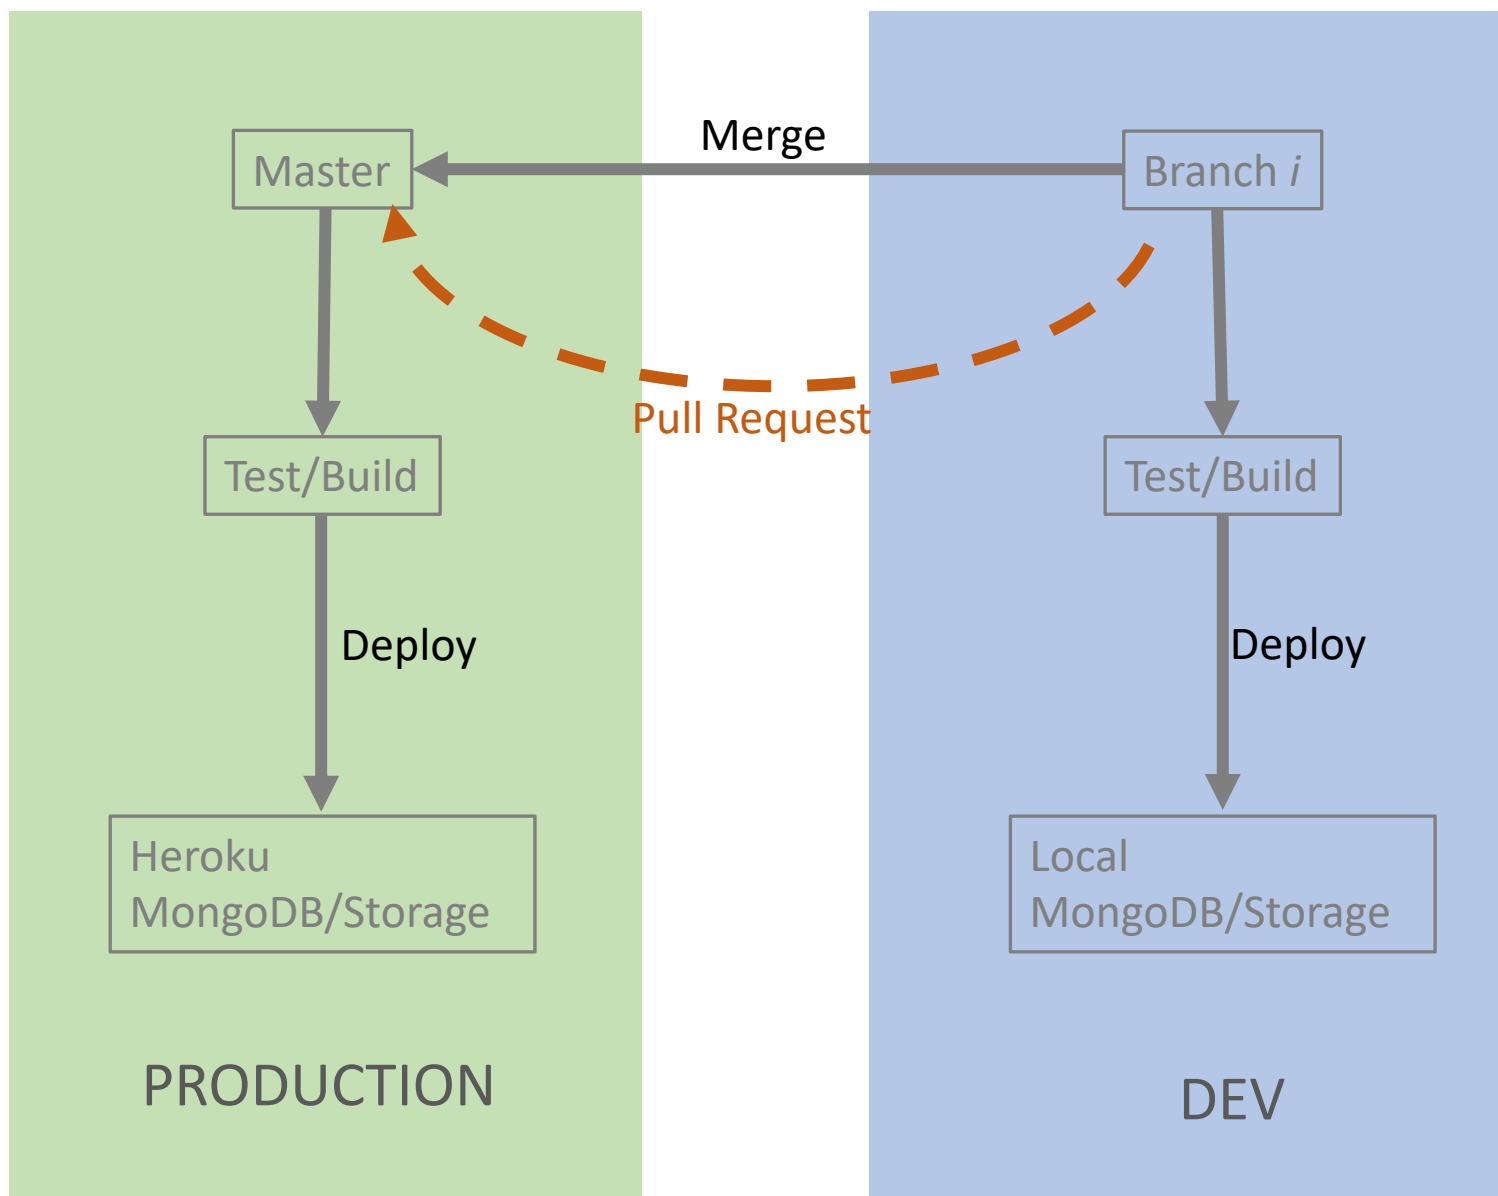 Merge
Master
Branch i
Pull Request
Test/Build
Test/Build
Deploy
Deploy
Heroku
MongoDB/Storage
Local
MongoDB/Storage
PRODUCTION
DEV